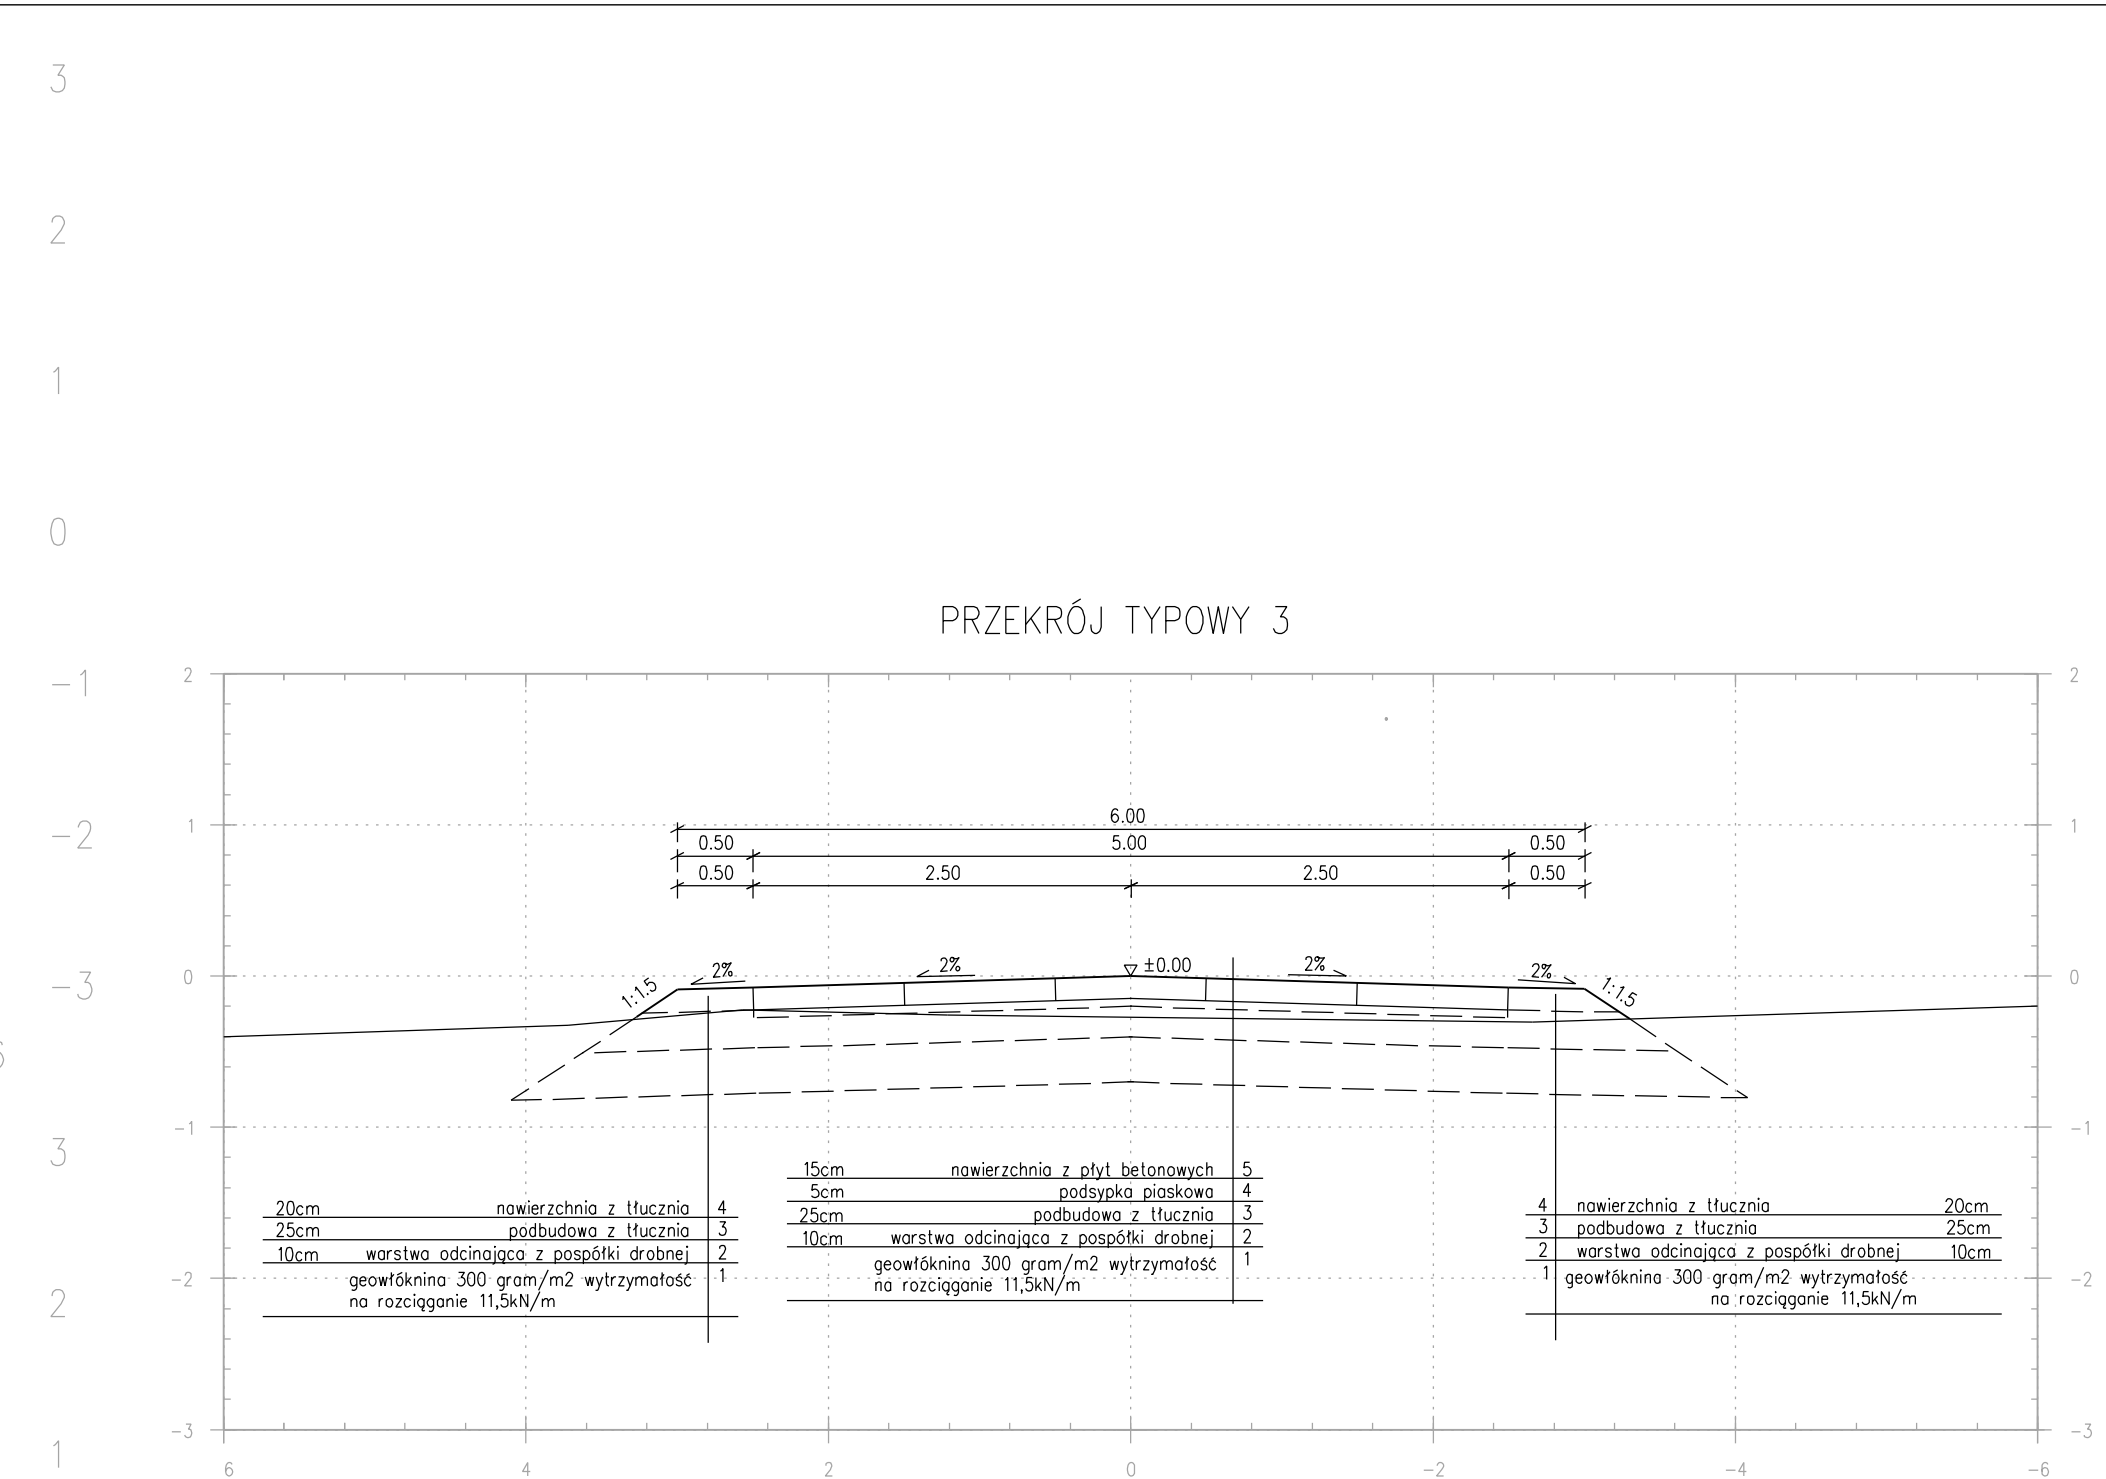 3
2
1
0
-1
-2
-3
3
2
1
PRZEKRÓJ TYPOWY 3
2
1
0
-1
-2
-3
2
1
0
-1
-2
-3
6.00
0.50 5.00 0.50
0.50 2.50 2.50 0.50
1:1.5 2% 2% ±0.00 2% 2% 1:1.5
20cm nawierzchnia z tłucznia 4
25cm podbudowa z tłucznia 3
10cm warstwa odcinająca z pospółki drobnej 2
geowłóknina 300 gram/m2 wytrzymałość 1
na rozciąganie 11,5kN/m
15cm nawierzchnia z płyt betonowych 5
5cm podsypka piaskowa 4
25cm podbudowa z tłucznia 3
10cm warstwa odcinająca z pospółki drobnej 2
geowłóknina 300 gram/m2 wytrzymałość 1
na rozciąganie 11,5kN/m
4 nawierzchnia z tłucznia 20cm
3 podbudowa z tłucznia 25cm
2 warstwa odcinająca z pospółki drobnej 10cm
1 geowłóknina 300 gram/m2 wytrzymałość
na rozciąganie 11,5kN/m
6 4 2 0 -2 -4 -6